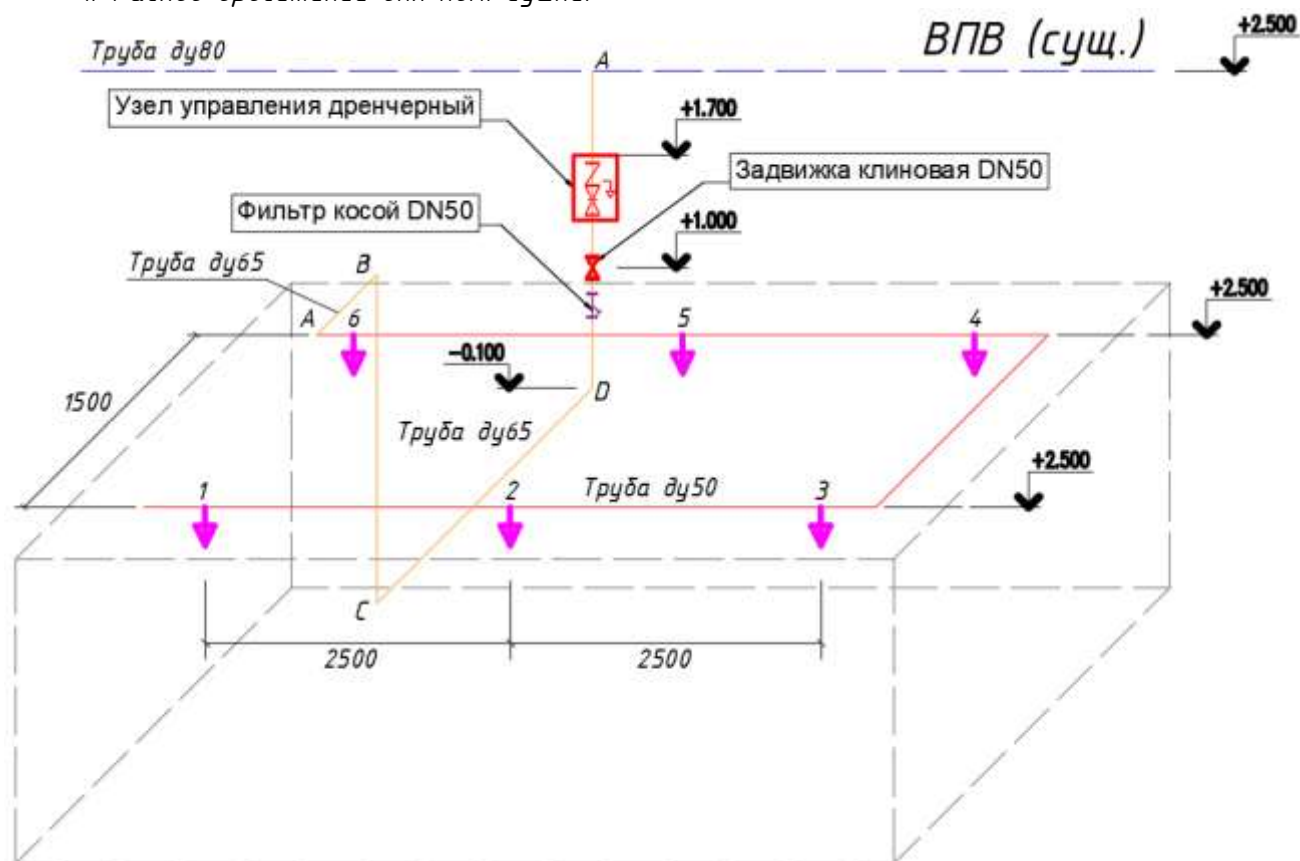 Труба ду80
А
ВПВ (сущ.)
+2.500
Узел управления дренчерный
+1.700
Задвижка клиновая DN50
Фильтр косой DN50
+1.000
Труба ду65
В
+2.500
А
6
5
4
-0.100
D
1500
Труба ду65
+2.500
1
2
Труба ду50
3
С
2500
2500